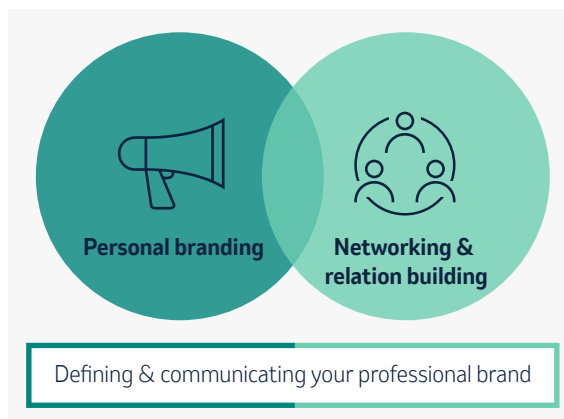 Personal branding
Networking &
relation building
Defining & communicating your professional brand